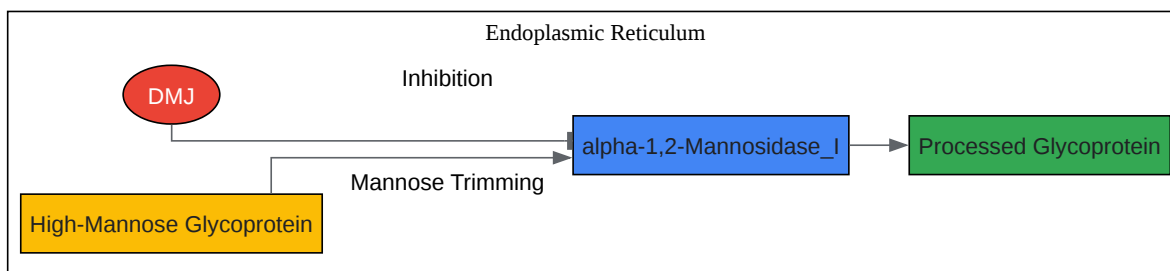 Endoplasmic Reticulum
Inhibition
DMJ
alpha-1,2-Mannosidase_I
Processed Glycoprotein
Mannose Trimming
High-Mannose Glycoprotein